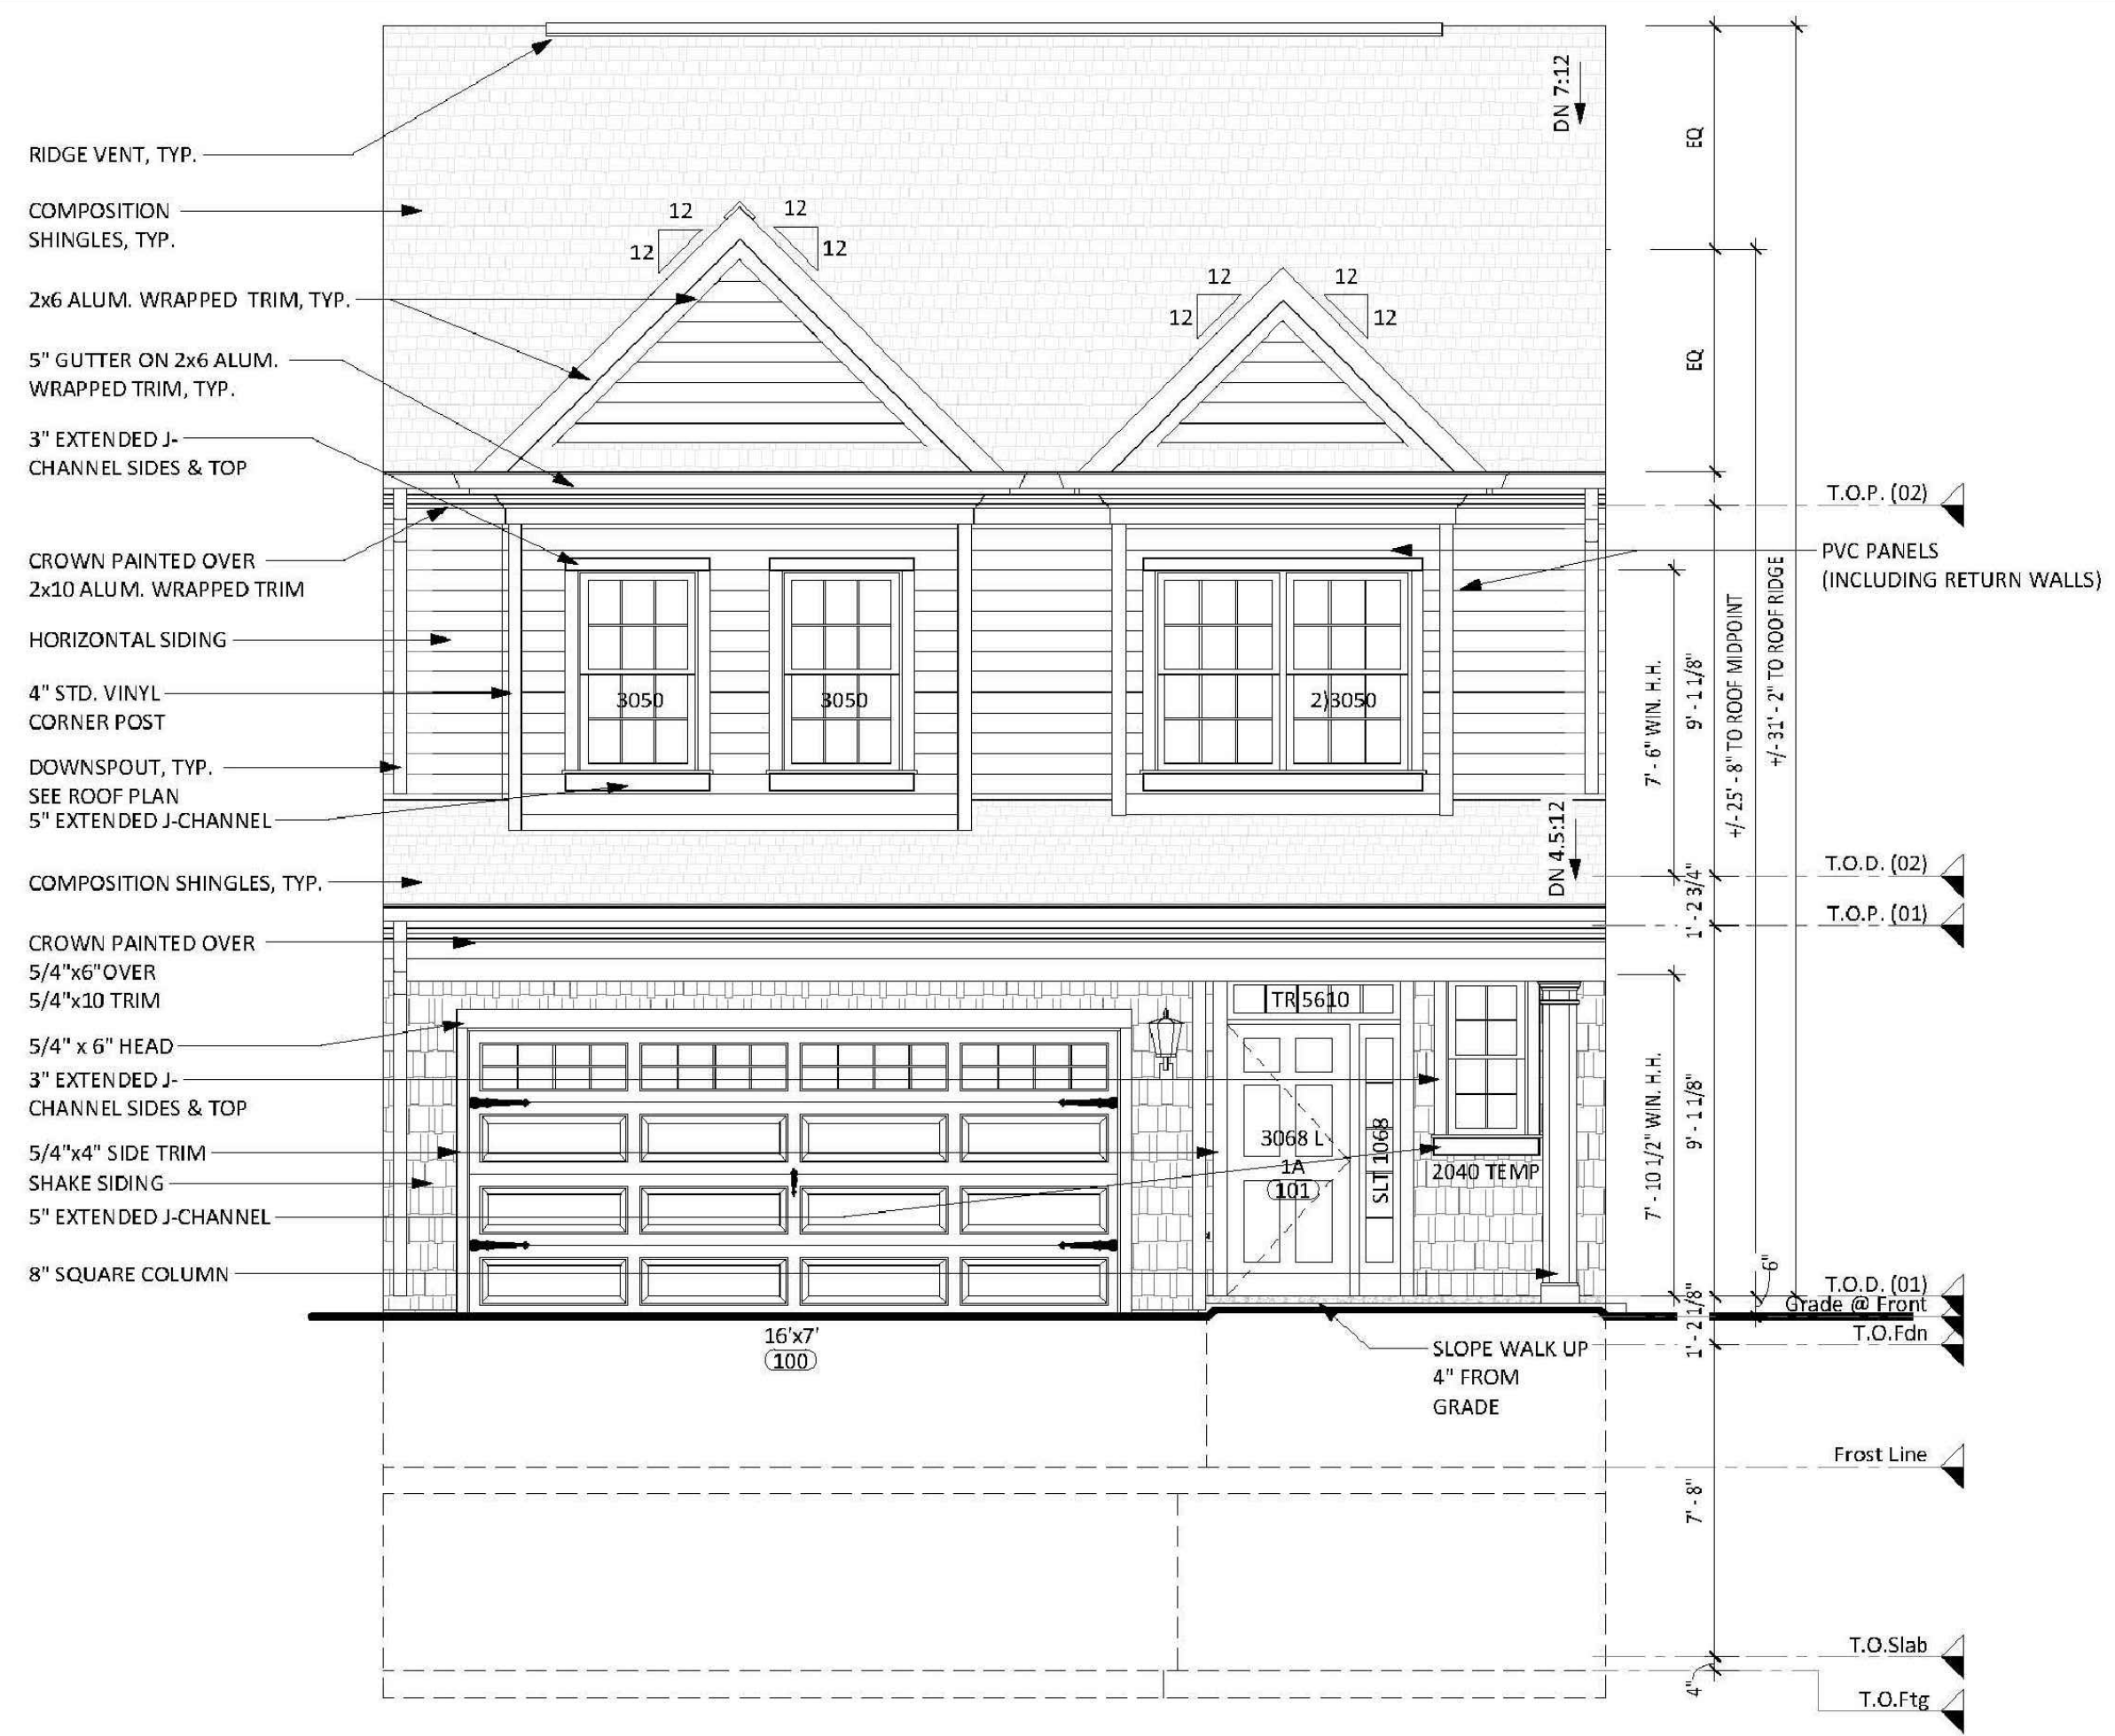 RIDGE VENT, TYP.
COMPOSITION
SHINGLES, TYP.
2x6 ALUM. WRAPPED TRIM, TYP.
5" GUTTER ON 2x6 ALUM.
WRAPPED TRIM, TYP.
3" EXTENDED J-
CHANNEL SIDES & TOP
CROWN PAINTED OVER
2x10 ALUM. WRAPPED TRIM
HORIZONTAL SIDING
4" STD. VINYL
CORNER POST
DOWNSPOUT, TYP.
SEE ROOF PLAN
5" EXTENDED J-CHANNEL
COMPOSITION SHINGLES, TYP.
CROWN PAINTED OVER
5/4"x6"OVER
5/4"x10 TRIM
5/4" x 6" HEAD
3" EXTENDED J-
CHANNEL SIDES & TOP
5/4"x4" SIDE TRIM
SHAKE SIDING
5" EXTENDED J-CHANNEL
8" SQUARE COLUMN
12
12
12
12
12
12
12
12
DN 7:12
3050
3050
2)3050
DN 4.5:12
TR 5610
3068 L
1A
101
SLT 1068
2040 TEMP
16'x7'
100
SLOPE WALK UP
4" FROM
GRADE
EQ
EQ
7' - 6" WIN. H.H.
9' - 1 1/8"
+/- 25' - 8" TO ROOF MIDPOINT
+/- 31' - 2" TO ROOF RIDGE
1' - 2 3/4"
7' - 10 1/2" WIN. H.H.
9' - 1 1/8"
6"
1' - 2 1/8"
7' - 8"
4"
T.O.P. (02)
PVC PANELS
(INCLUDING RETURN WALLS)
T.O.D. (02)
T.O.P. (01)
T.O.D. (01)
Grade @ Front
T.O.Fdn
Frost Line
T.O.Slab
T.O.Ftg